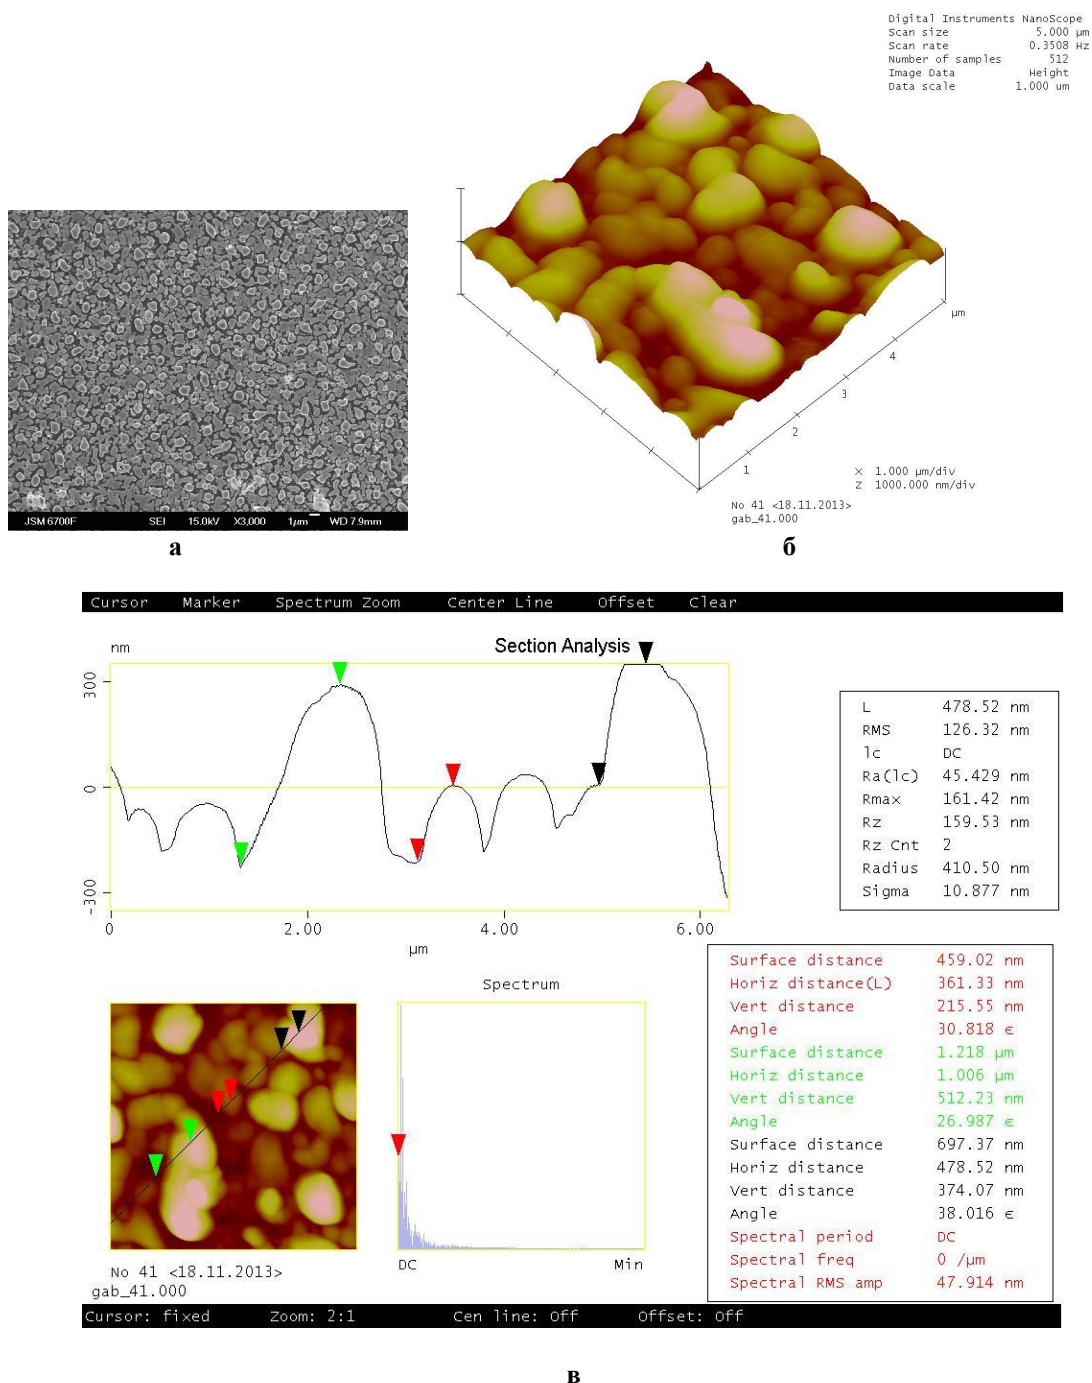 Digital Instruments NanoScope
Scan size 5.000 µm
Scan rate 0.3508 Hz
Number of samples 512
Image Data Height
Data scale 1.000 um
µm
4
3
2
1
X 1.000 µm/div
Z 1000.000 nm/div
No 41 <18.11.2013>
gab_41.000
JSM 6700F SEI 15.0kV X3,000 1µm WD 7.9mm
а
б
Cursor Marker Spectrum Zoom Center Line Offset Clear
nm
Section Analysis
300
0
-300
0 2.00 4.00 6.00
µm
L 478.52 nm
RMS 126.32 nm
lc DC
Ra(lc) 45.429 nm
Rmax 161.42 nm
Rz 159.53 nm
Rz Cnt 2
Radius 410.50 nm
Sigma 10.877 nm
Spectrum
DC Min
Surface distance 459.02 nm
Horiz distance(L) 361.33 nm
Vert distance 215.55 nm
Angle 30.818 є
Surface distance 1.218 µm
Horiz distance 1.006 µm
Vert distance 512.23 nm
Angle 26.987 є
Surface distance 697.37 nm
Horiz distance 478.52 nm
Vert distance 374.07 nm
Angle 38.016 є
Spectral period DC
Spectral freq 0 /µm
Spectral RMS amp 47.914 nm
No 41 <18.11.2013>
gab_41.000
Cursor: fixed Zoom: 2:1 Cen line: Off Offset: Off
в